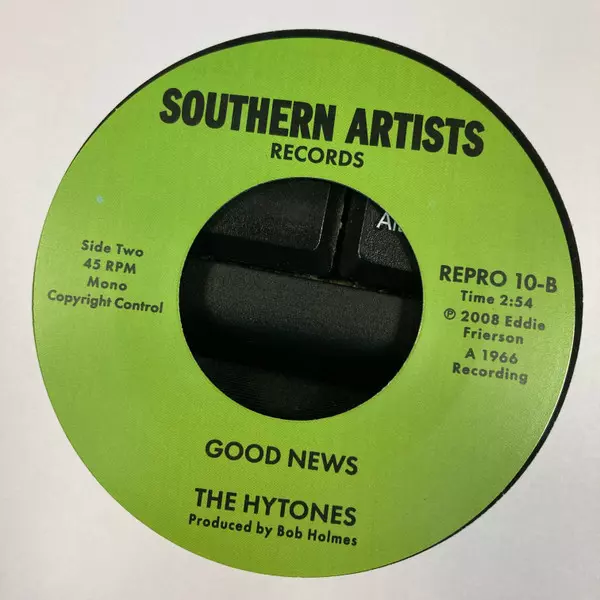 SOUTHERN ARTISTS
RECORDS
Side Two
45 RPM
Mono
Copyright Control
REPRO 10-B
Time 2:54
℗ 2008 Eddie
Frierson
A 1966
Recording
GOOD NEWS
THE HYTONES
Produced by Bob Holmes